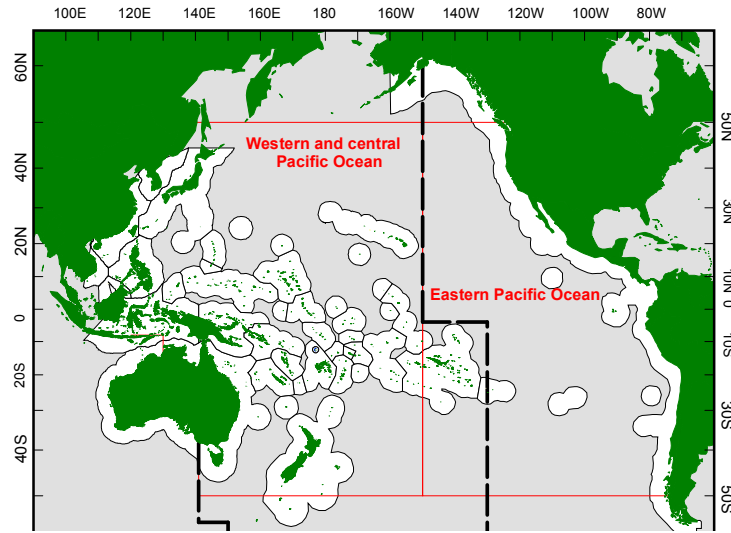 100E 120E 140E 160E 180 160W 140W 120W 100W 80W
60N
50N
Western and central
Pacific Ocean
40N
30N
20N
10N
Eastern Pacific Ocean
0
0
10S
20S
30S
40S
50S